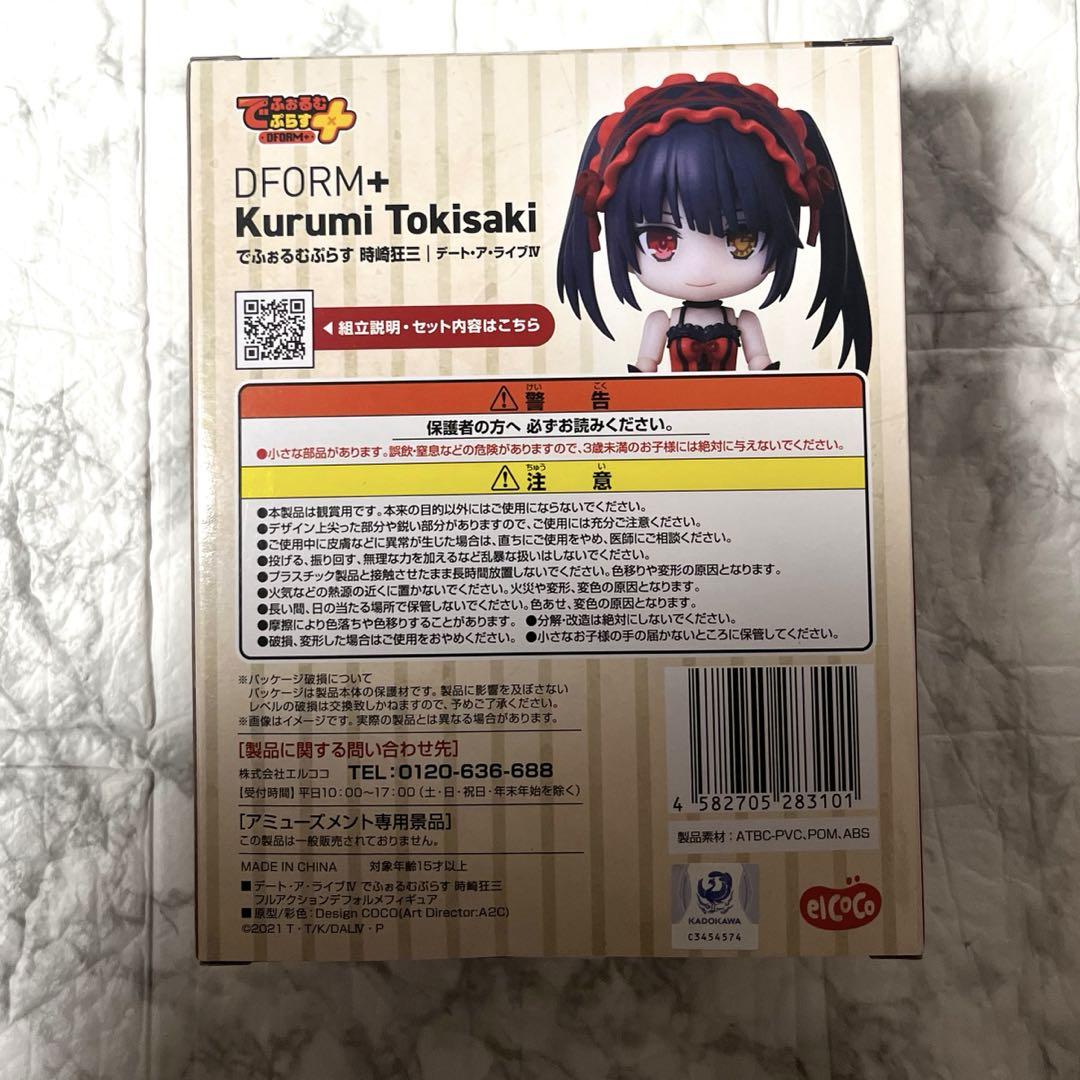 でふぉるむ
ぷらす
DFORM+
DFORM+
Kurumi Tokisaki
でふぉるむぷらす 時崎狂三|デート・ア・ライブⅣ
◀組立説明・セット内容はこちら
けい こく
⚠警 告
保護者の方へ 必ずお読みください。
●小さな部品があります。誤飲・窒息などの危険がありますので、3歳未満のお子様には絶対に与えないでください。
ちゅう い
⚠注 意
●本製品は観賞用です。本来の目的以外にはご使用にならないでください。
●デザイン上尖った部分や鋭い部分がありますので、ご使用には充分ご注意ください。
●ご使用中に皮膚などに異常が生じた場合は、直ちにご使用をやめ、医師にご相談ください。
●投げる、振り回す、無理な力を加えるなど乱暴な扱いはしないでください。
●プラスチック製品と接触させたまま長時間放置しないでください。色移りや変形の原因となります。
●火気などの熱源の近くに置かないでください。火災や変形、変色の原因となります。
●長い間、日の当たる場所で保管しないでください。色あせ、変色の原因となります。
●摩擦により色落ちや色移りすることがあります。 ●分解・改造は絶対にしないでください。
●破損、変形した場合はご使用をおやめください。 ●小さなお子様の手の届かないところに保管してください。
※パッケージ破損について
パッケージは製品本体の保護材です。製品に影響を及ぼさない
レベルの破損は交換致しかねますので、予めご了承ください。
※画像はイメージです。実際の製品とは異なる場合があります。
[製品に関する問い合わせ先]
株式会社エルココ TEL:0120-636-688
【受付時間】平日10:00～17:00(土・日・祝日・年末年始を除く)
[アミューズメント専用景品]
この製品は一般販売されておりません。
MADE IN CHINA 対象年齢15才以上
■デート・ア・ライブⅣ でふぉるむぷらす 時崎狂三
フルアクションデフォルメフィギュア
■原型/彩色:Design COCO(Art Director:A2C)
©2021 T・T/K/DALⅣ・P
4 582705 283101
製品素材:ATBC-PVC、POM、ABS
KADOKAWA
C3454574
elCoCo